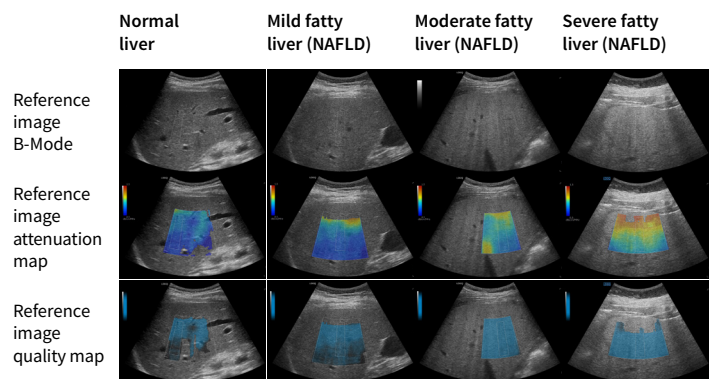 Normal
liver
Mild fatty
liver (NAFLD)
Moderate fatty
liver (NAFLD)
Severe fatty
liver (NAFLD)
Reference
image
B-Mode
Reference
image
attenuation
map
Reference
image
quality map